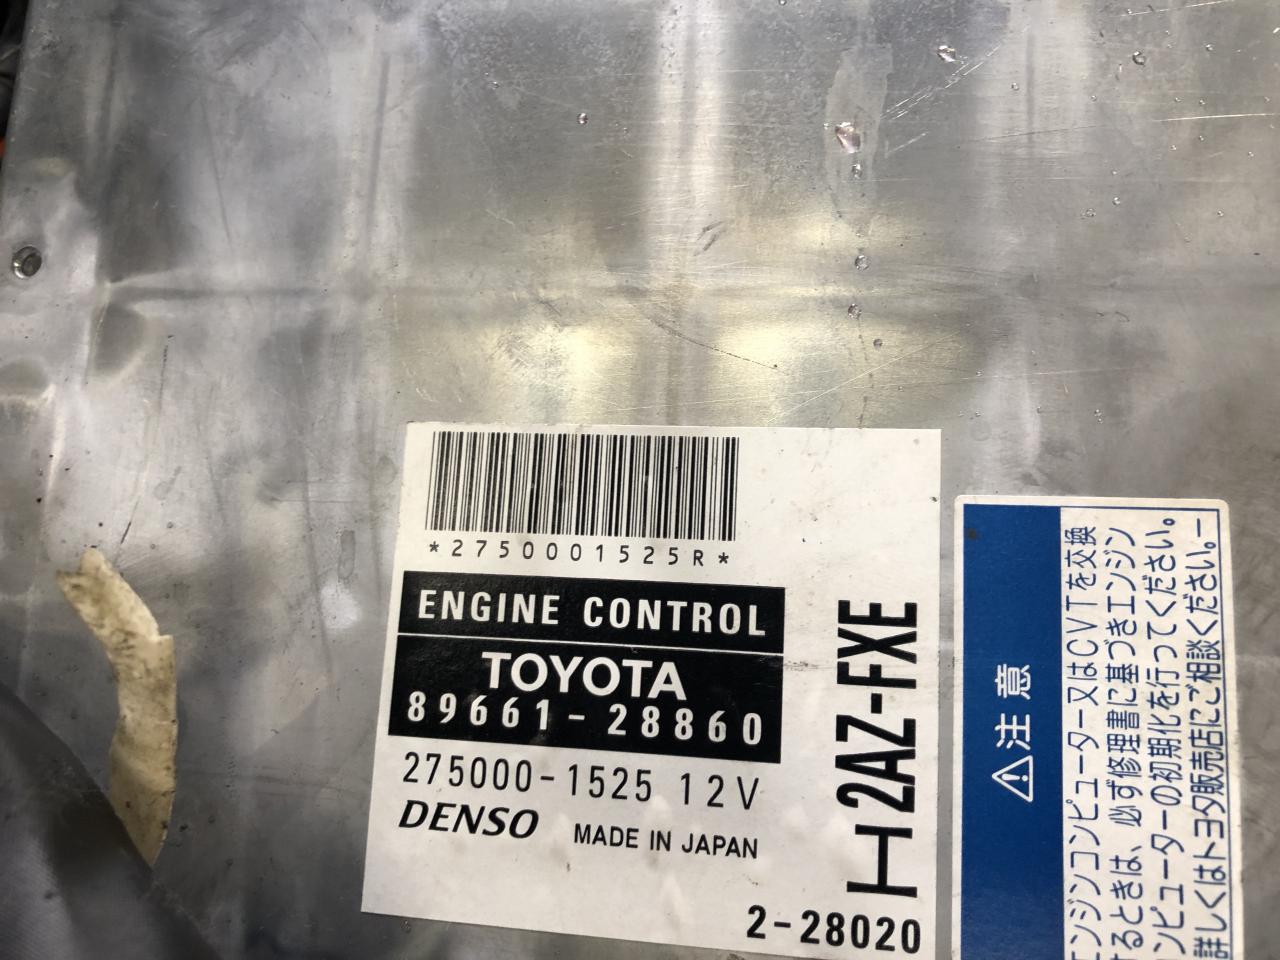 *2750001525R*
ENGINE CONTROL
TOYOTA
89661-28860
275000-1525 12V
DENSO MADE IN JAPAN
H 2AZ-FXE
2-28020
⚠注意
エンジンコンピューター又はCVTを交換
するときは、必ず修理書に基づきエンジン
コンピューターの初期化を行ってください。
詳しくはトヨタ販売店にご相談ください。